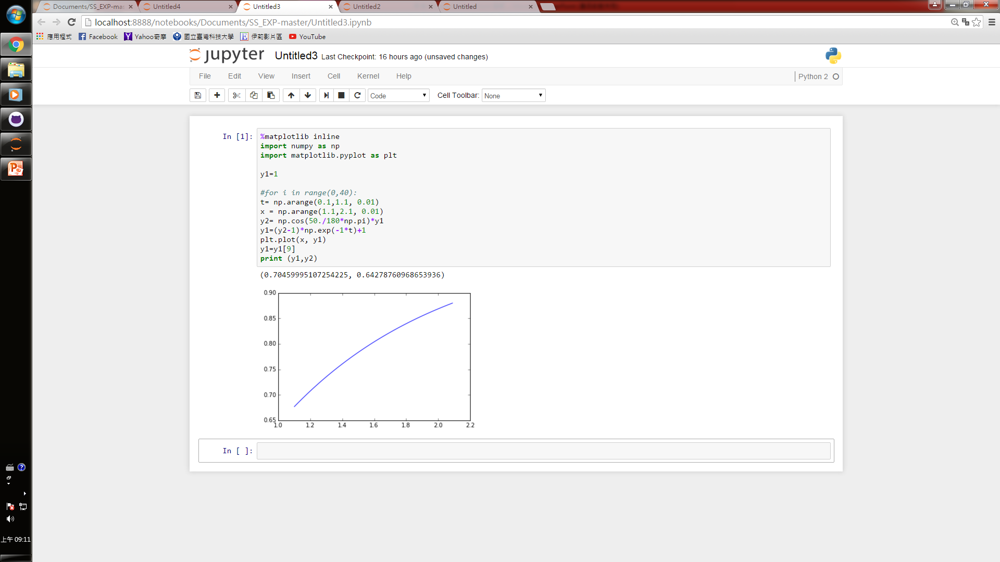 Documents/SS_EXP-mas
Untitled4
Untitled3
Untitled2
Untitled
localhost:8888/notebooks/Documents/SS_EXP-master/Untitled3.ipynb
應用程式
Facebook
Yahoo奇摩
國立臺灣科技大學
伊莉影片區
YouTube
jupyter Untitled3 Last Checkpoint: 16 hours ago (unsaved changes)
File Edit View Insert Cell Kernel Help
Python 2
Code
Cell Toolbar: None
In [1]:
%matplotlib inline
import numpy as np
import matplotlib.pyplot as plt
y1=1
#for i in range(0,40):
t= np.arange(0.1,1.1, 0.01)
x = np.arange(1.1,2.1, 0.01)
y2= np.cos(50./180*np.pi)*y1
y1=(y2-1)*np.exp(-1*t)+1
plt.plot(x, y1)
y1=y1[9]
print (y1,y2)
(0.70459995107254225, 0.64278760968653936)
0.90
0.85
0.80
0.75
0.70
0.65
1.0 1.2 1.4 1.6 1.8 2.0 2.2
In [ ]:
上午 09:11